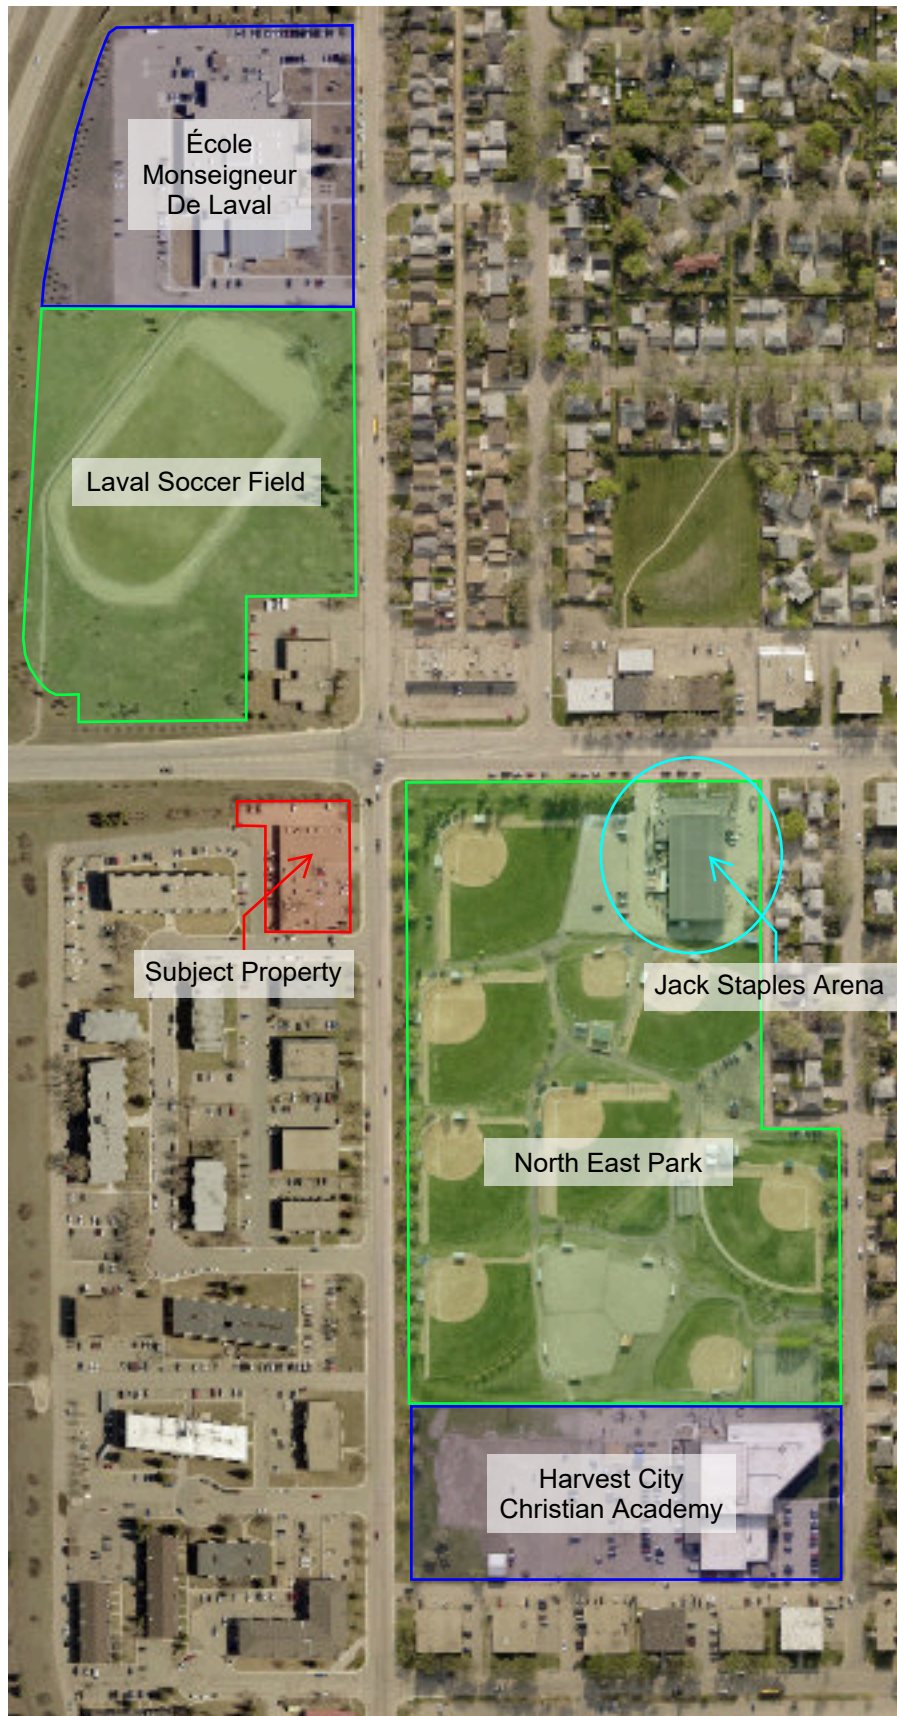 École
Monseigneur
De Laval
Laval Soccer Field
Subject Property
Jack Staples Arena
North East Park
Harvest City
Christian Academy